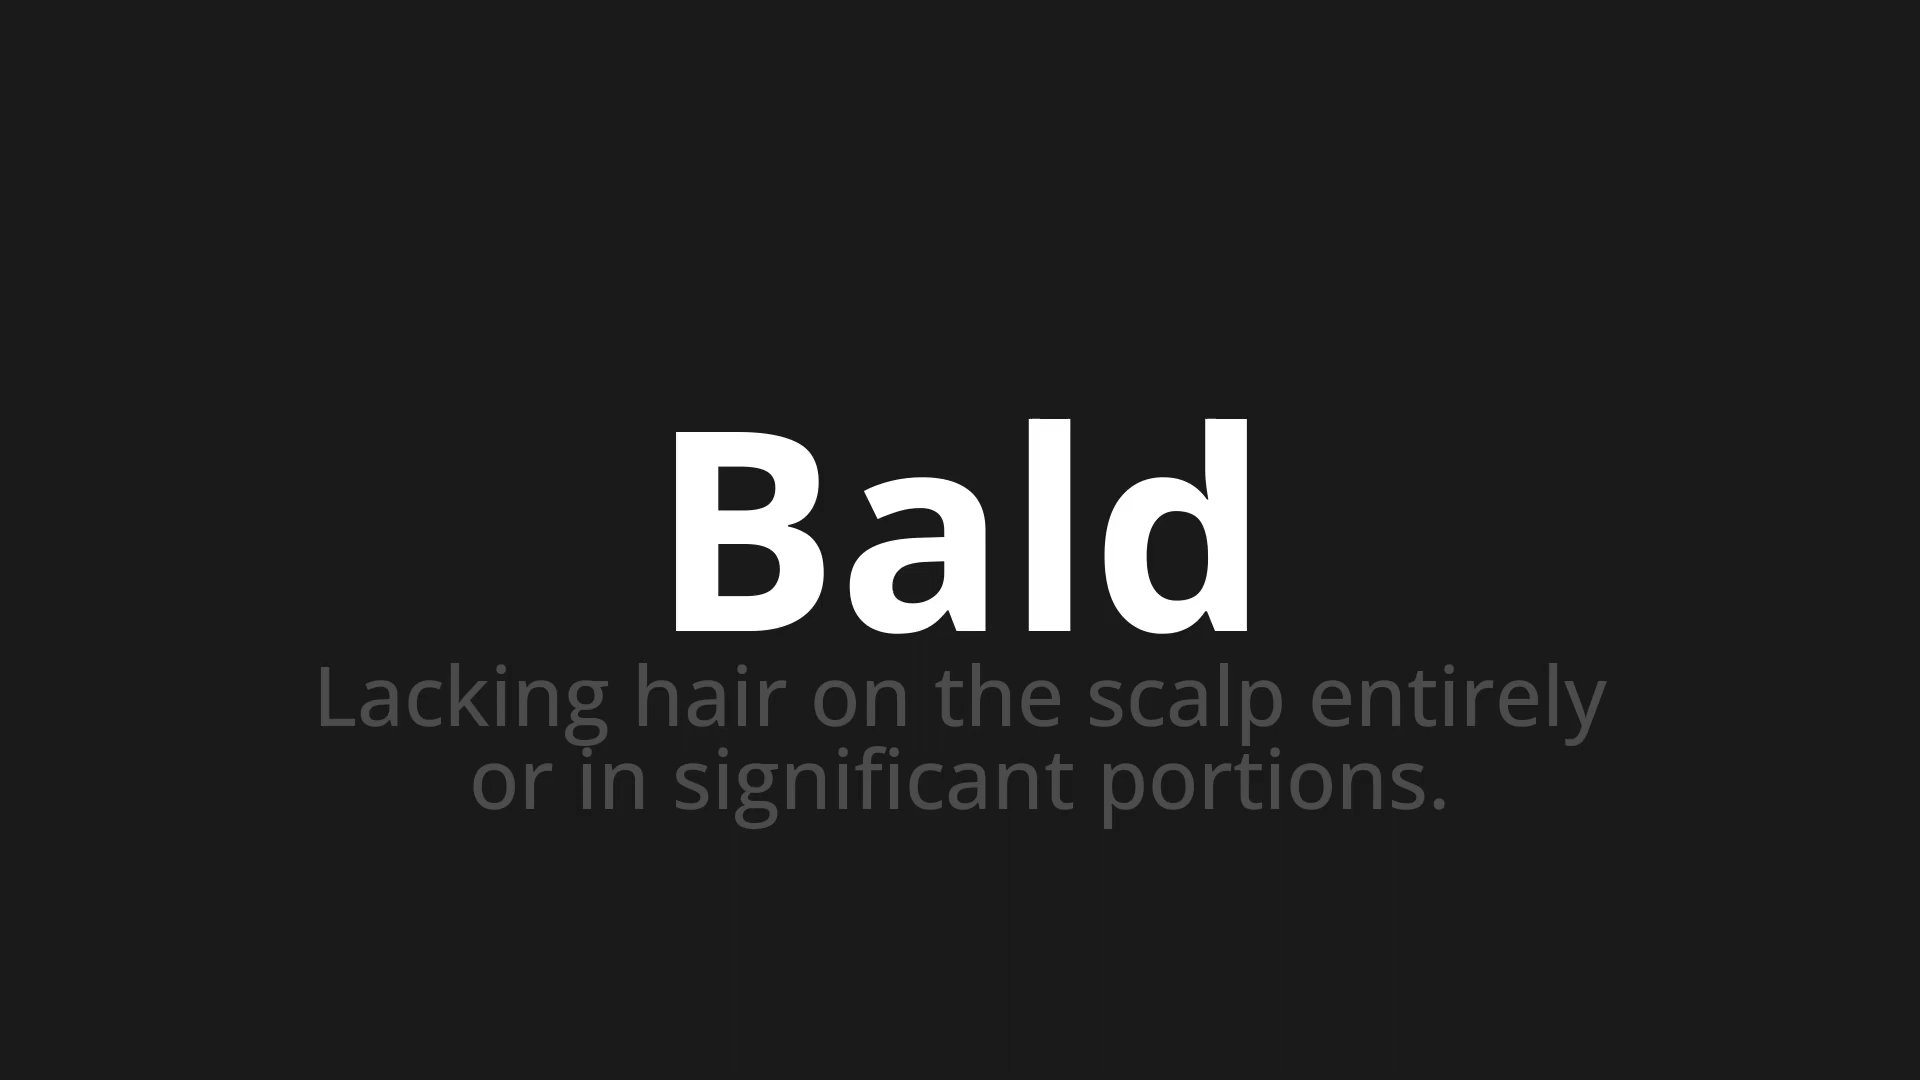 Bald
Lacking hair on the scalp entirely
or in significant portions.